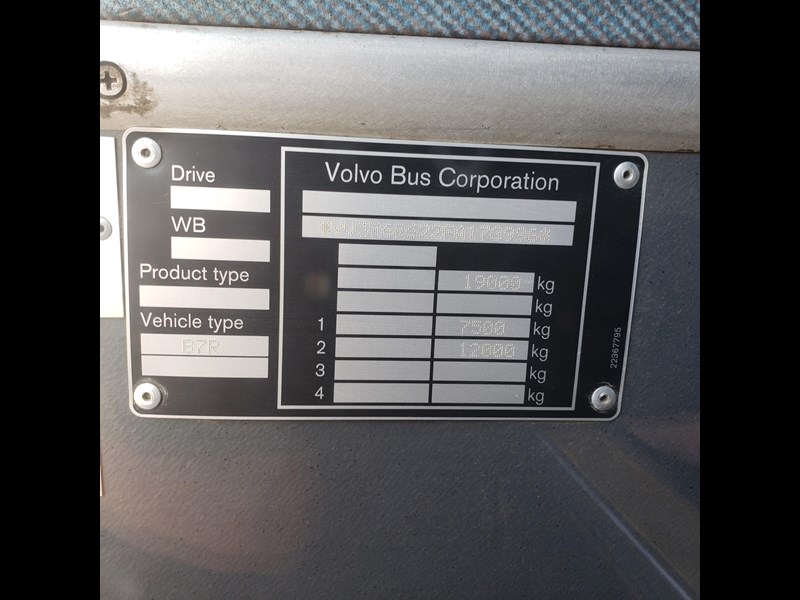 Volvo Bus Corporation
Drive
WB
Product type
Vehicle type
B7R
19000 kg
kg
1 7500 kg
2 12000 kg
3 kg
4 kg
22367795